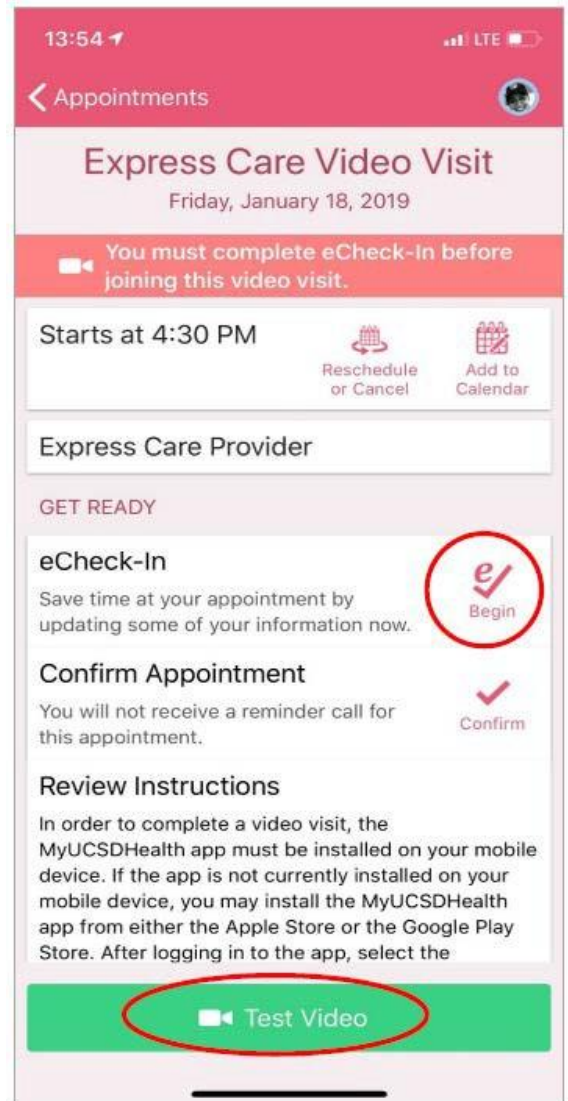 13:54 LTE
Appointments
Express Care Video Visit
Friday, January 18, 2019
You must complete eCheck-In before
joining this video visit.
Starts at 4:30 PM
Reschedule
or Cancel
Add to
Calendar
Express Care Provider
GET READY
eCheck-In
Save time at your appointment by
updating some of your information now.
Begin
Confirm Appointment
You will not receive a reminder call for
this appointment.
Confirm
Review Instructions
In order to complete a video visit, the
MyUCSDHealth app must be installed on your mobile
device. If the app is not currently installed on your
mobile device, you may install the MyUCSDHealth
app from either the Apple Store or the Google Play
Store. After logging in to the app, select the
Test Video